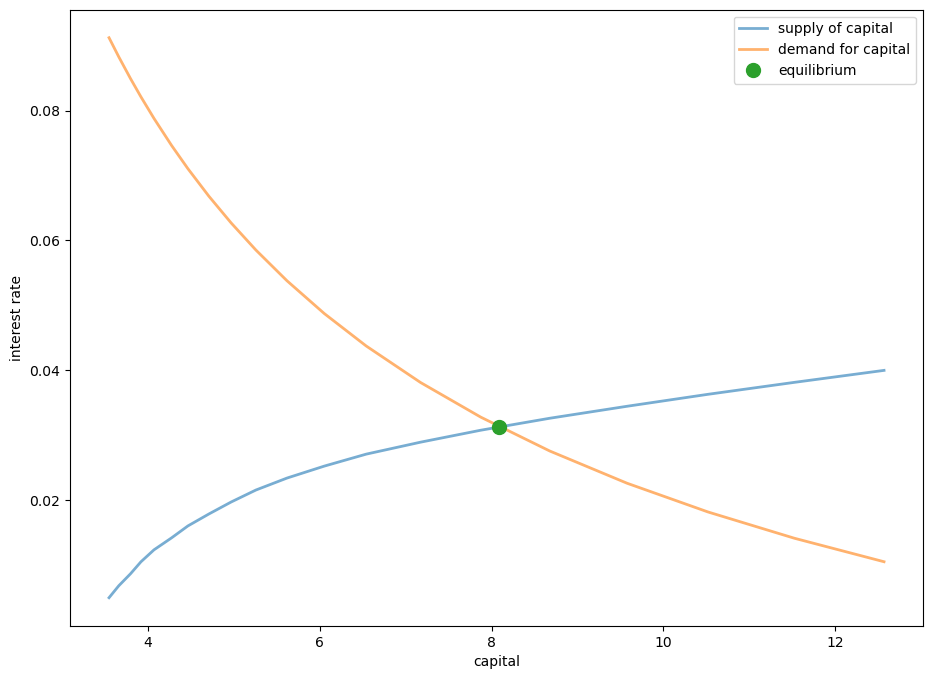 supply of capital
demand for capital
equilibrium
0.08
0.06
0.04
0.02
interest rate
4 6 8 10 12
capital